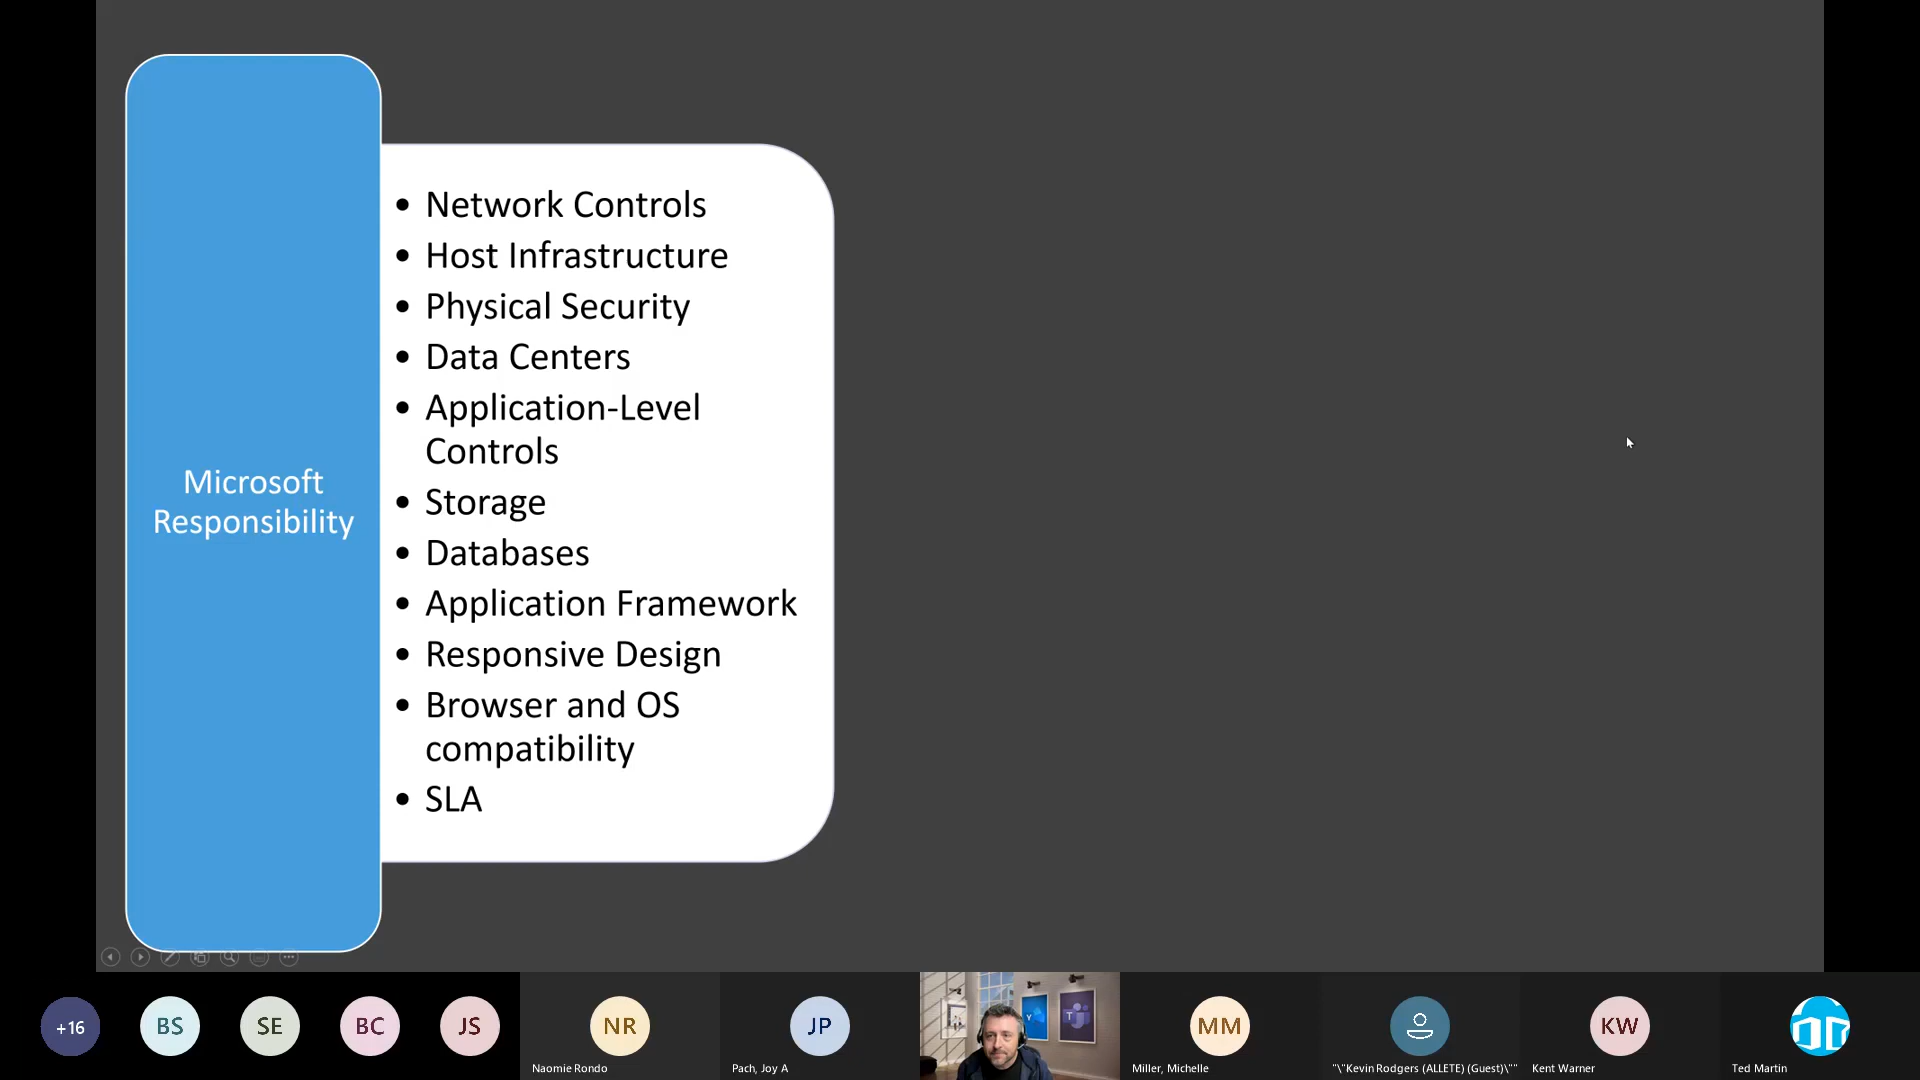 Microsoft
Responsibility
• Network Controls
• Host Infrastructure
• Physical Security
• Data Centers
• Application-Level
Controls
• Storage
• Databases
• Application Framework
• Responsive Design
• Browser and OS
compatibility
• SLA
+16
BS
SE
BC
JS
NR
Naomie Rondo
JP
Pach, Joy A
MM
Miller, Michelle
"\"Kevin Rodgers (ALLETE) (Guest)\""
KW
Kent Warner
Ted Martin